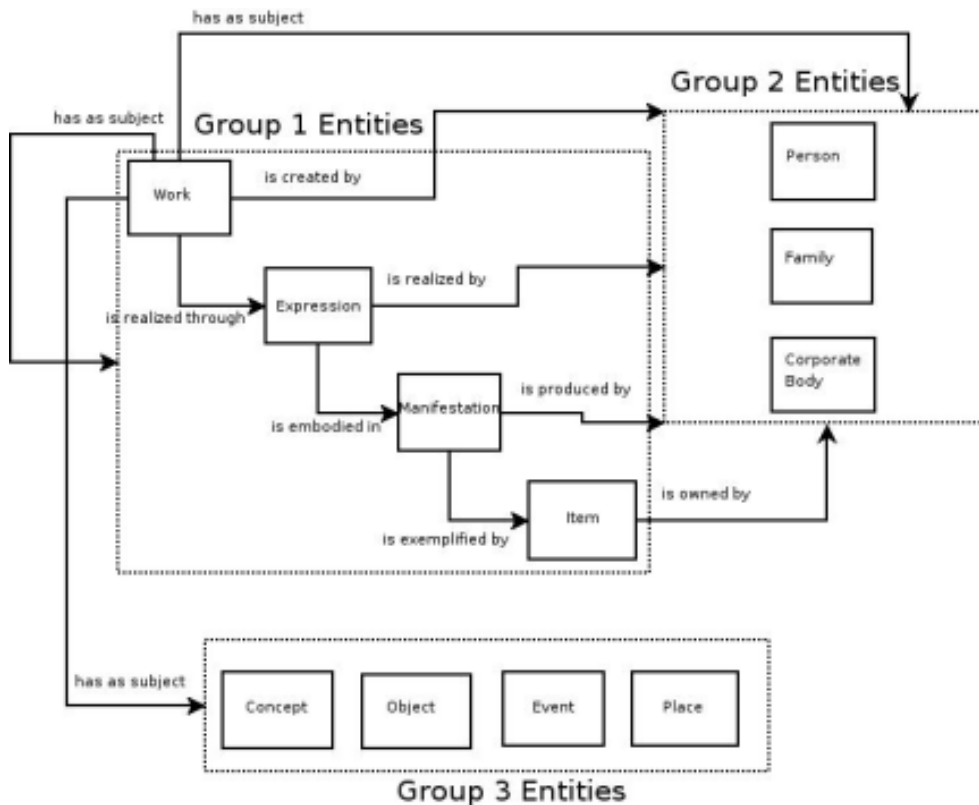 has as subject
Group 2 Entities
has as subject
Group 1 Entities
Person
is created by
Work
Family
is realized by
Expression
is realized through
Corporate
Body
is produced by
Manifestation
is embodied in
is owned by
Item
is exemplified by
has as subject
Concept
Object
Event
Place
Group 3 Entities